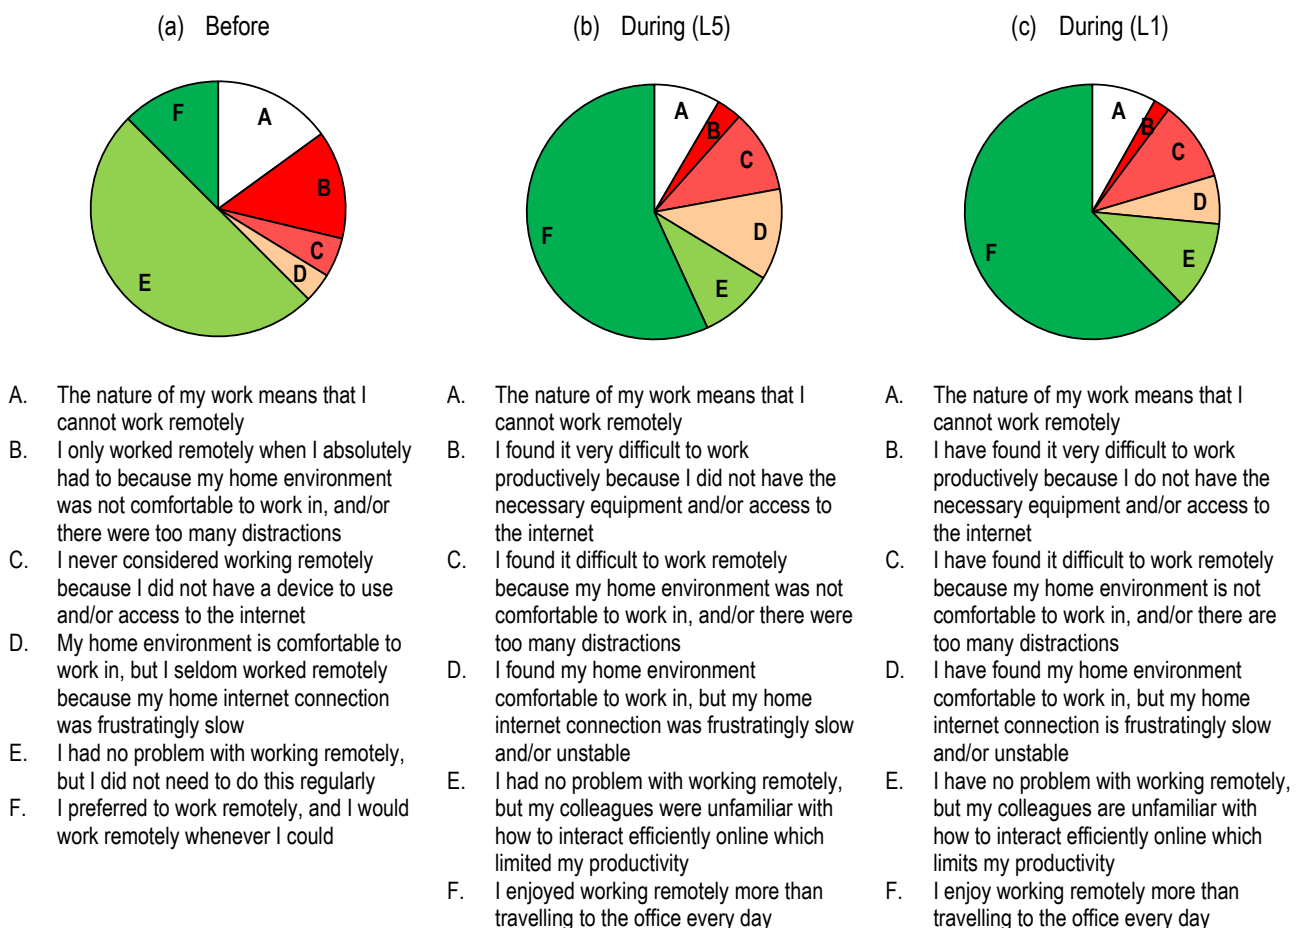 (a) Before
A
B
C
D
E
F
A. The nature of my work means that I
cannot work remotely
B. I only worked remotely when I absolutely
had to because my home environment
was not comfortable to work in, and/or
there were too many distractions
C. I never considered working remotely
because I did not have a device to use
and/or access to the internet
D. My home environment is comfortable to
work in, but I seldom worked remotely
because my home internet connection
was frustratingly slow
E. I had no problem with working remotely,
but I did not need to do this regularly
F. I preferred to work remotely, and I would
work remotely whenever I could
(b) During (L5)
A
B
C
D
E
F
A. The nature of my work means that I
cannot work remotely
B. I found it very difficult to work
productively because I did not have the
necessary equipment and/or access to
the internet
C. I found it difficult to work remotely
because my home environment was not
comfortable to work in, and/or there were
too many distractions
D. I found my home environment
comfortable to work in, but my home
internet connection was frustratingly slow
and/or unstable
E. I had no problem with working remotely,
but my colleagues were unfamiliar with
how to interact efficiently online which
limited my productivity
F. I enjoyed working remotely more than
travelling to the office every day
(c) During (L1)
A
B
C
D
E
F
A. The nature of my work means that I
cannot work remotely
B. I have found it very difficult to work
productively because I do not have the
necessary equipment and/or access to
the internet
C. I have found it difficult to work remotely
because my home environment is not
comfortable to work in, and/or there are
too many distractions
D. I have found my home environment
comfortable to work in, but my home
internet connection is frustratingly slow
and/or unstable
E. I have no problem with working remotely,
but my colleagues are unfamiliar with
how to interact efficiently online which
limits my productivity
F. I enjoy working remotely more than
travelling to the office every day